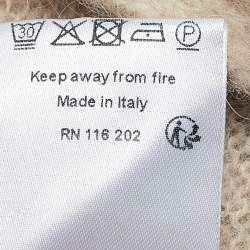 30 P
Keep away from fire
Made in Italy
RN 116 202